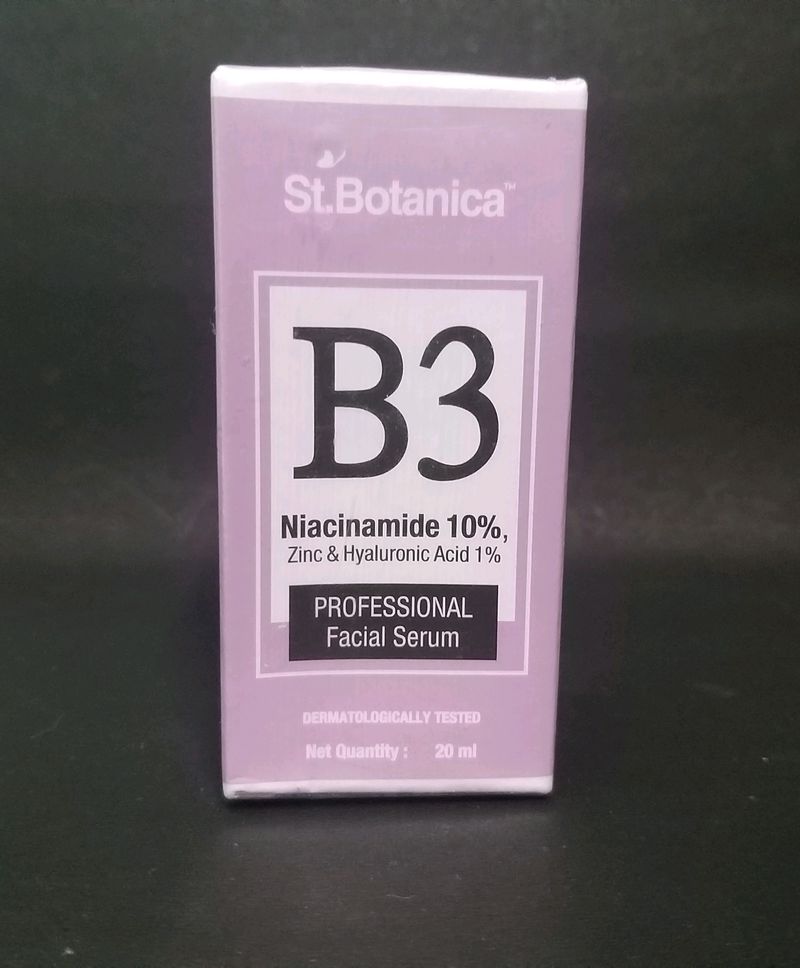 St.Botanica™
B3
Niacinamide 10%,
Zinc & Hyaluronic Acid 1%
PROFESSIONAL
Facial Serum
DERMATOLOGICALLY TESTED
Net Quantity : 20 ml